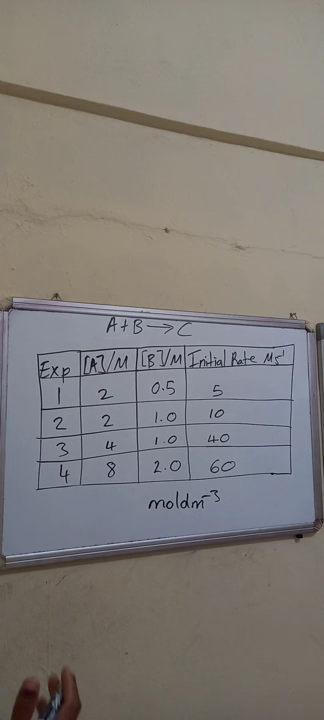 A+B → C
Exp [A]/M [B]/M Initial Rate Ms⁻¹
1 2 0.5 5
2 2 1.0 10
3 4 1.0 40
4 8 2.0 60
moldm⁻³